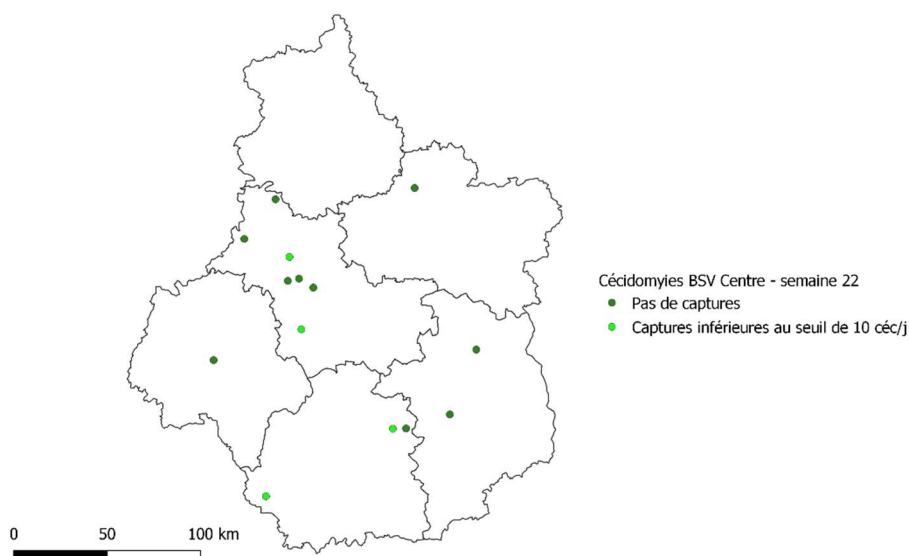 Cécidomyies BSV Centre - semaine 22
Pas de captures
Captures inférieures au seuil de 10 céc/j
0 50 100 km